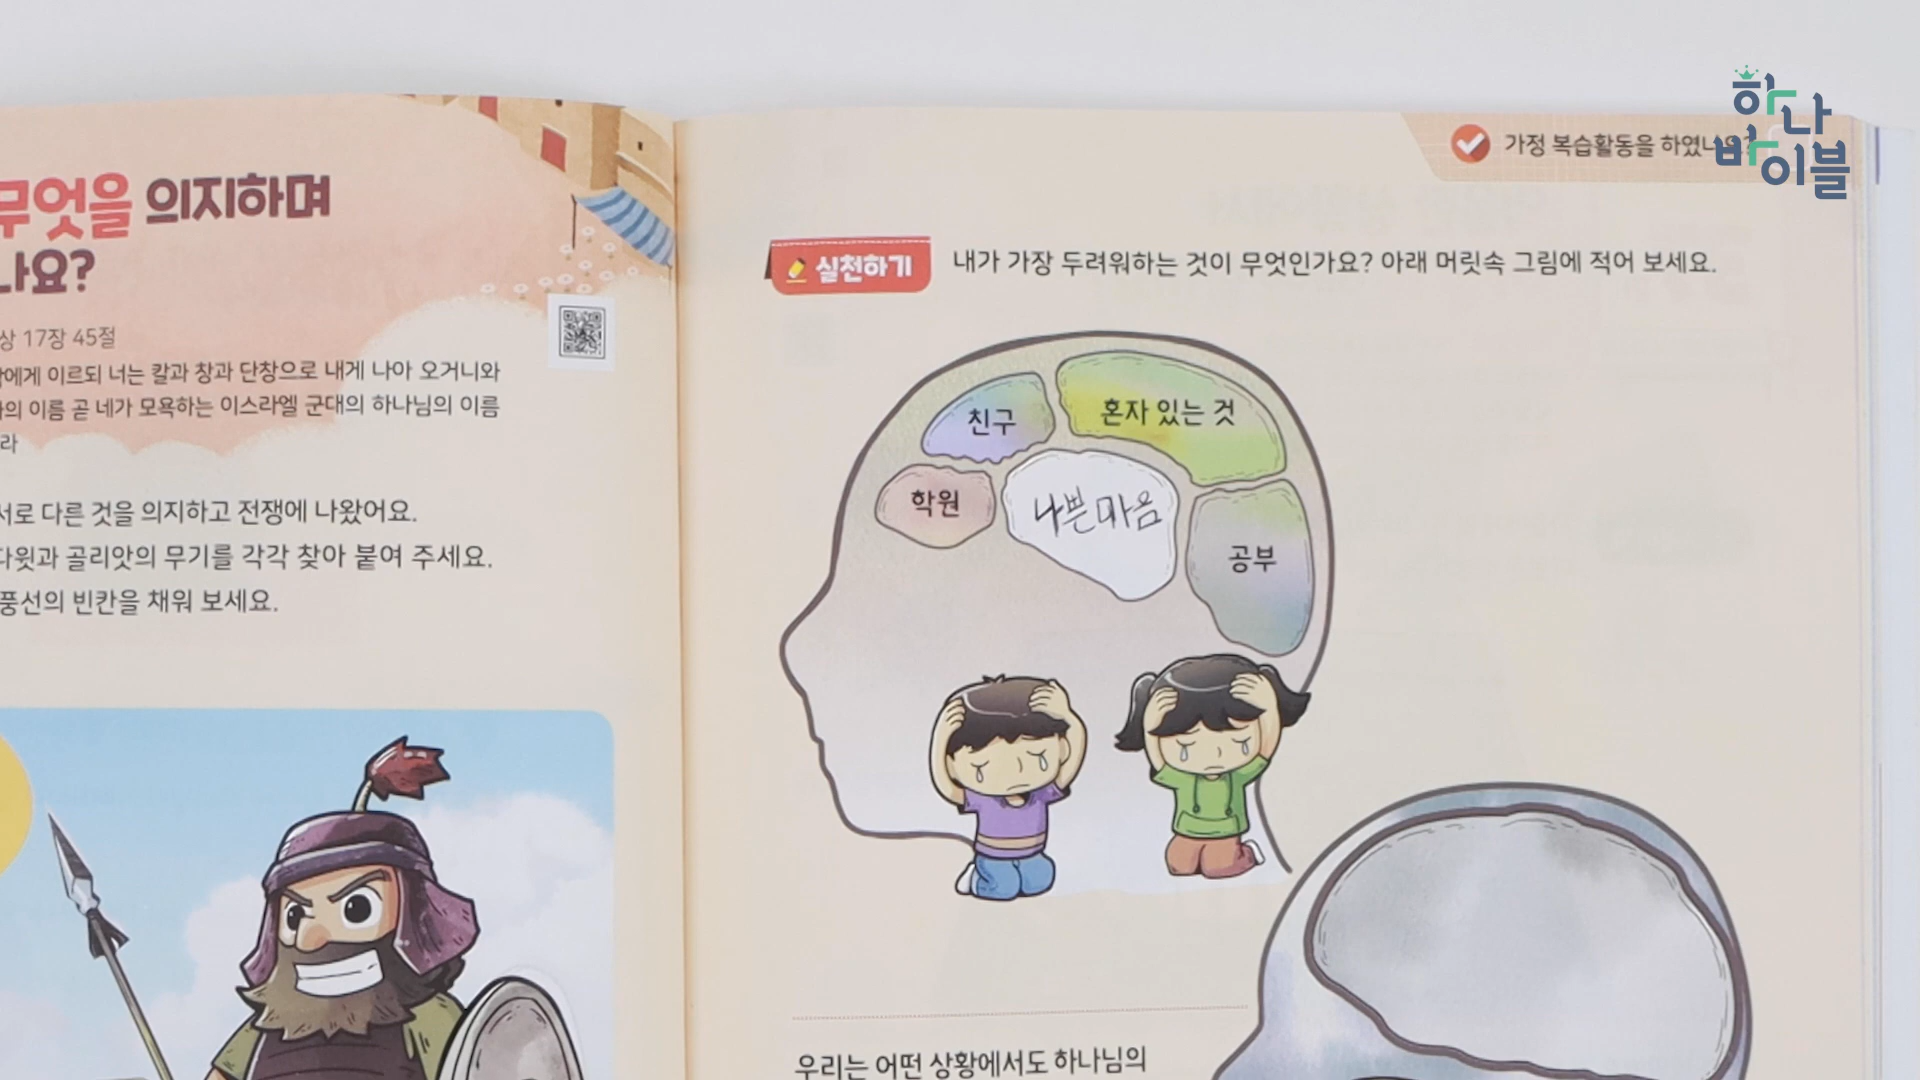 무엇을 의지하며
나요?
상 17장 45절
에게 이르되 너는 칼과 창과 단창으로 내게 나아 오거니와
의 이름 곧 네가 모욕하는 이스라엘 군대의 하나님의 이름
라
서로 다른 것을 의지하고 전쟁에 나왔어요.
다윗과 골리앗의 무기를 각각 찾아 붙여 주세요.
풍선의 빈칸을 채워 보세요.
하나
바이블
가정 복습활동을 하였나요?
실천하기 내가 가장 두려워하는 것이 무엇인가요? 아래 머릿속 그림에 적어 보세요.
친구
혼자 있는 것
학원
나쁜 마음
공부
우리는 어떤 상황에서도 하나님의